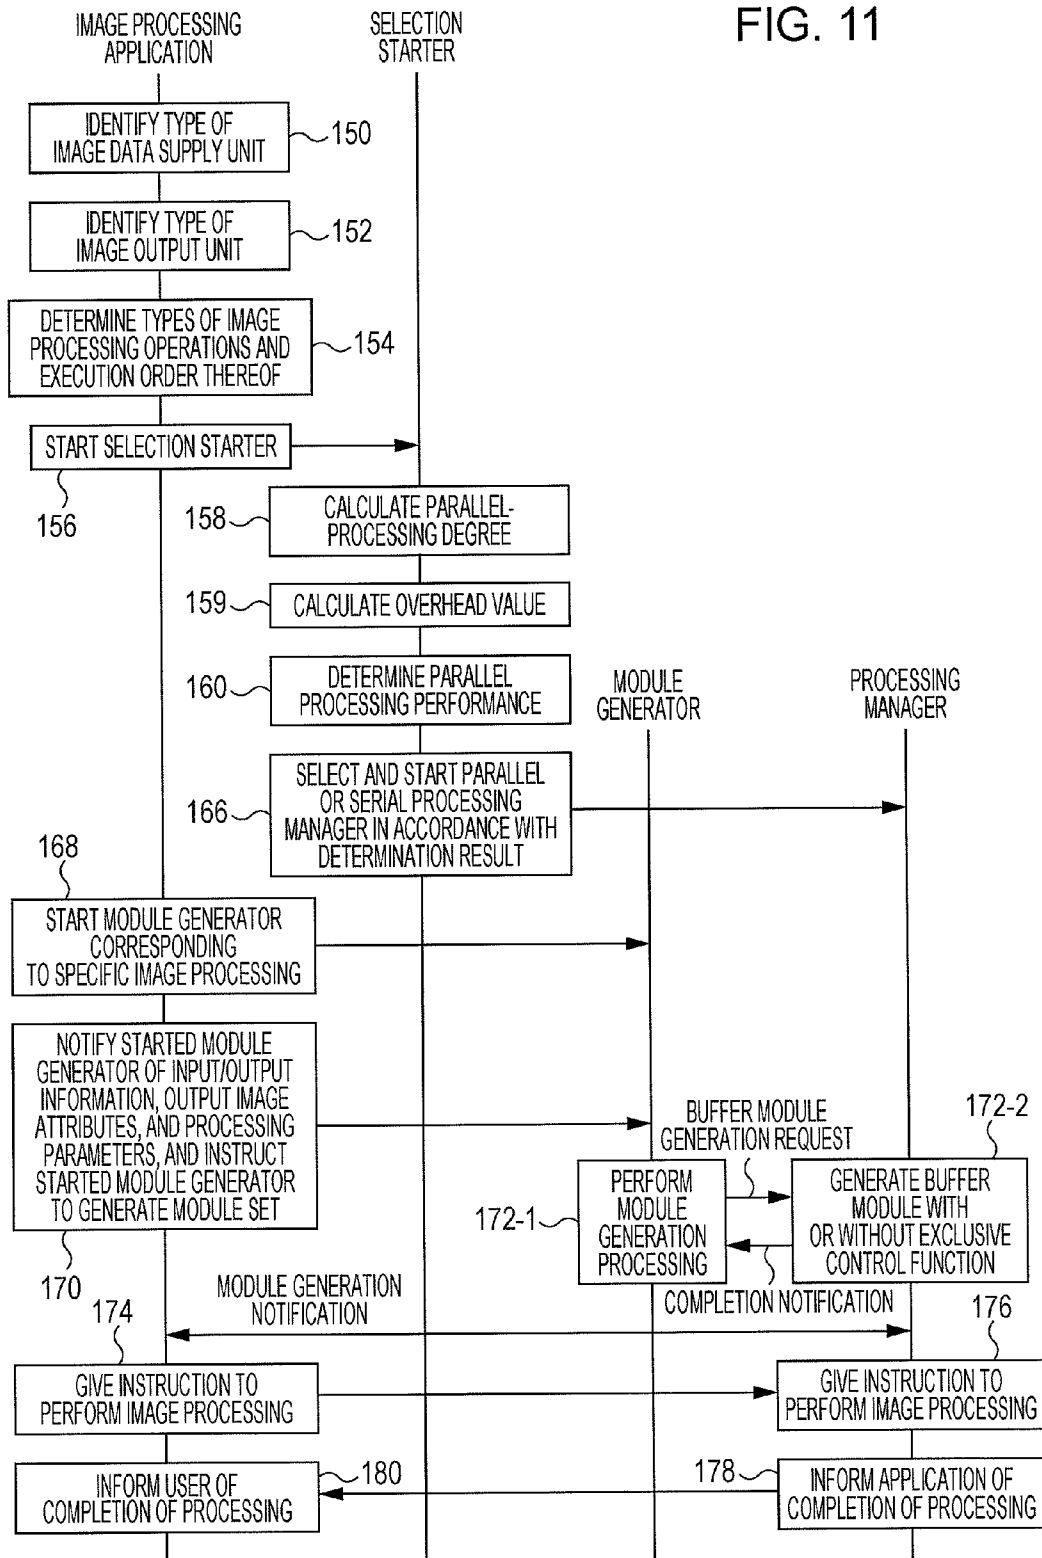 FIG. 11
IMAGE PROCESSING
APPLICATION
SELECTION
STARTER
IDENTIFY TYPE OF
IMAGE DATA SUPPLY UNIT
150
IDENTIFY TYPE OF
IMAGE OUTPUT UNIT
152
DETERMINE TYPES OF IMAGE
PROCESSING OPERATIONS AND
EXECUTION ORDER THEREOF
154
START SELECTION STARTER
156
158
CALCULATE PARALLEL-
PROCESSING DEGREE
159
CALCULATE OVERHEAD VALUE
160
DETERMINE PARALLEL
PROCESSING PERFORMANCE
MODULE
GENERATOR
PROCESSING
MANAGER
166
SELECT AND START PARALLEL
OR SERIAL PROCESSING
MANAGER IN ACCORDANCE WITH
DETERMINATION RESULT
168
START MODULE GENERATOR
CORRESPONDING
TO SPECIFIC IMAGE PROCESSING
NOTIFY STARTED MODULE
GENERATOR OF INPUT/OUTPUT
INFORMATION, OUTPUT IMAGE
ATTRIBUTES, AND PROCESSING
PARAMETERS, AND INSTRUCT
STARTED MODULE GENERATOR
TO GENERATE MODULE SET
170
BUFFER MODULE
GENERATION REQUEST
172-2
172-1
PERFORM
MODULE
GENERATION
PROCESSING
GENERATE BUFFER
MODULE WITH
OR WITHOUT EXCLUSIVE
CONTROL FUNCTION
COMPLETION NOTIFICATION
MODULE GENERATION
NOTIFICATION
174
176
GIVE INSTRUCTION TO
PERFORM IMAGE PROCESSING
GIVE INSTRUCTION TO
PERFORM IMAGE PROCESSING
INFORM USER OF
COMPLETION OF PROCESSING
180
178
INFORM APPLICATION OF
COMPLETION OF PROCESSING